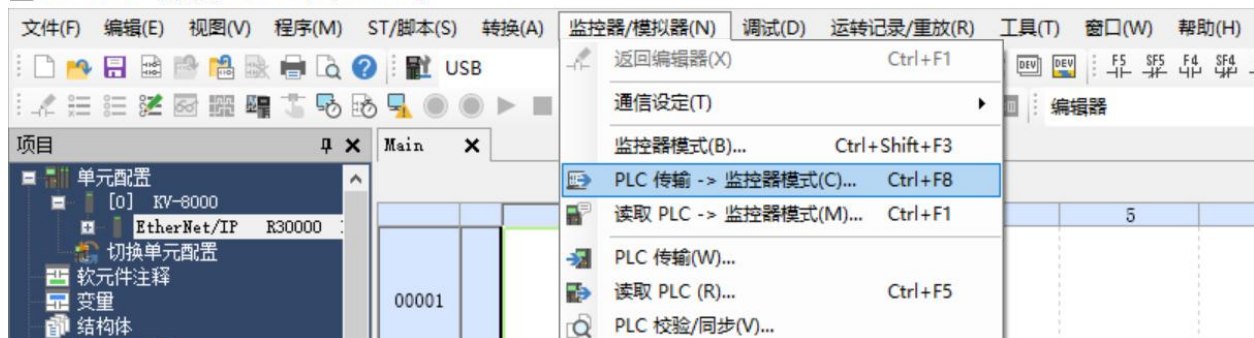 文件(F) 编辑(E) 视图(V) 程序(M) ST/脚本(S) 转换(A) 监控器/模拟器(N) 调试(D) 运转记录/重放(R) 工具(T) 窗口(W) 帮助(H)
USB
DEV DEV F5 SF5 F4 SF4
编辑器
项目
Main
单元配置
[0] KV-8000
EtherNet/IP R30000
切换单元配置
软元件注释
变量
结构体
00001
5
返回编辑器(X) Ctrl+F1
通信设定(T)
监控器模式(B)... Ctrl+Shift+F3
PLC 传输 -> 监控器模式(C)... Ctrl+F8
读取 PLC -> 监控器模式(M)... Ctrl+F1
PLC 传输(W)...
读取 PLC (R)... Ctrl+F5
PLC 校验/同步(V)...